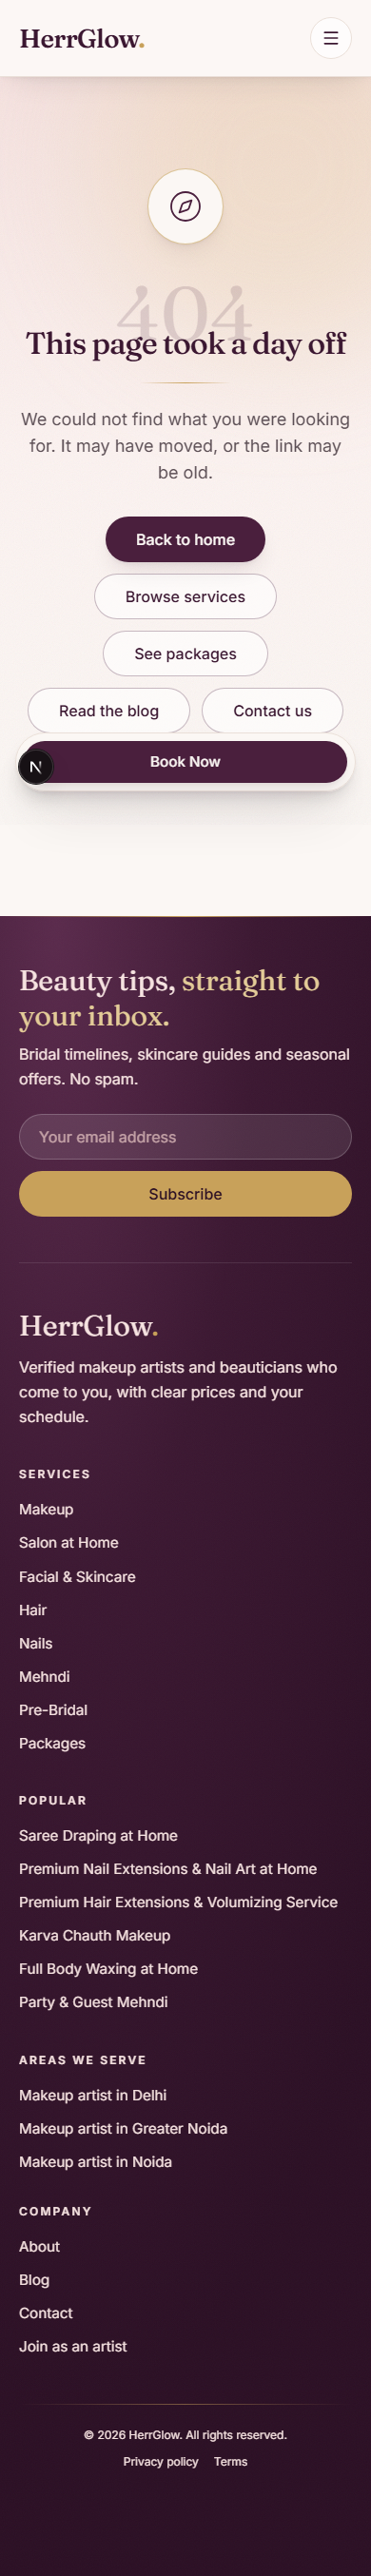 HerrGlow.
404
This page took a day off
We could not find what you were looking
for. It may have moved, or the link may
be old.
Back to home
Browse services
See packages
Read the blog
Contact us
Book Now
N
Beauty tips, straight to
your inbox.
Bridal timelines, skincare guides and seasonal
offers. No spam.
Your email address
Subscribe
HerrGlow.
Verified makeup artists and beauticians who
come to you, with clear prices and your
schedule.
SERVICES
Makeup
Salon at Home
Facial & Skincare
Hair
Nails
Mehndi
Pre-Bridal
Packages
POPULAR
Saree Draping at Home
Premium Nail Extensions & Nail Art at Home
Premium Hair Extensions & Volumizing Service
Karva Chauth Makeup
Full Body Waxing at Home
Party & Guest Mehndi
AREAS WE SERVE
Makeup artist in Delhi
Makeup artist in Greater Noida
Makeup artist in Noida
COMPANY
About
Blog
Contact
Join as an artist
© 2026 HerrGlow. All rights reserved.
Privacy policy Terms